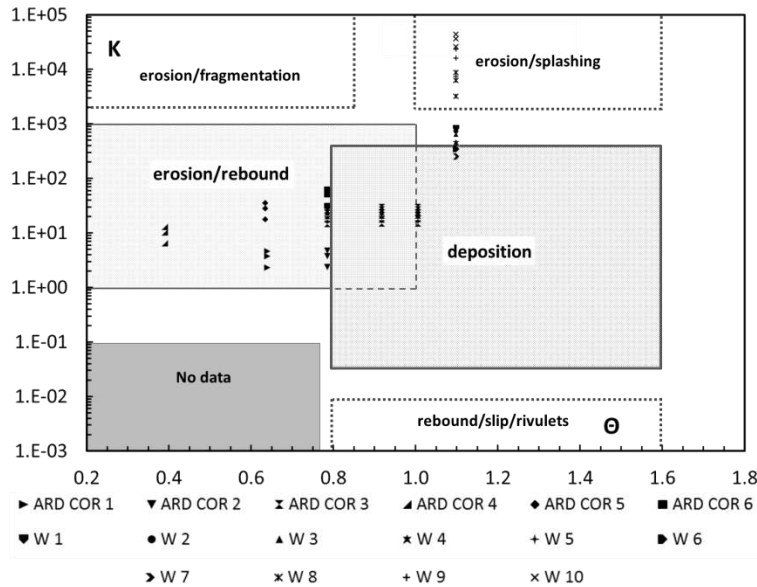 1.E+05
K
erosion/fragmentation
erosion/splashing
1.E+04
1.E+03
erosion/rebound
1.E+02
1.E+01
deposition
1.E+00
1.E-01
No data
1.E-02
rebound/slip/rivulets Θ
1.E-03
0.2 0.4 0.6 0.8 1.0 1.2 1.4 1.6 1.8
ARD COR 1 ARD COR 2 ARD COR 3 ARD COR 4 ARD COR 5 ARD COR 6
W 1 W 2 W 3 W 4 W 5 W 6
W 7 W 8 W 9 W 10